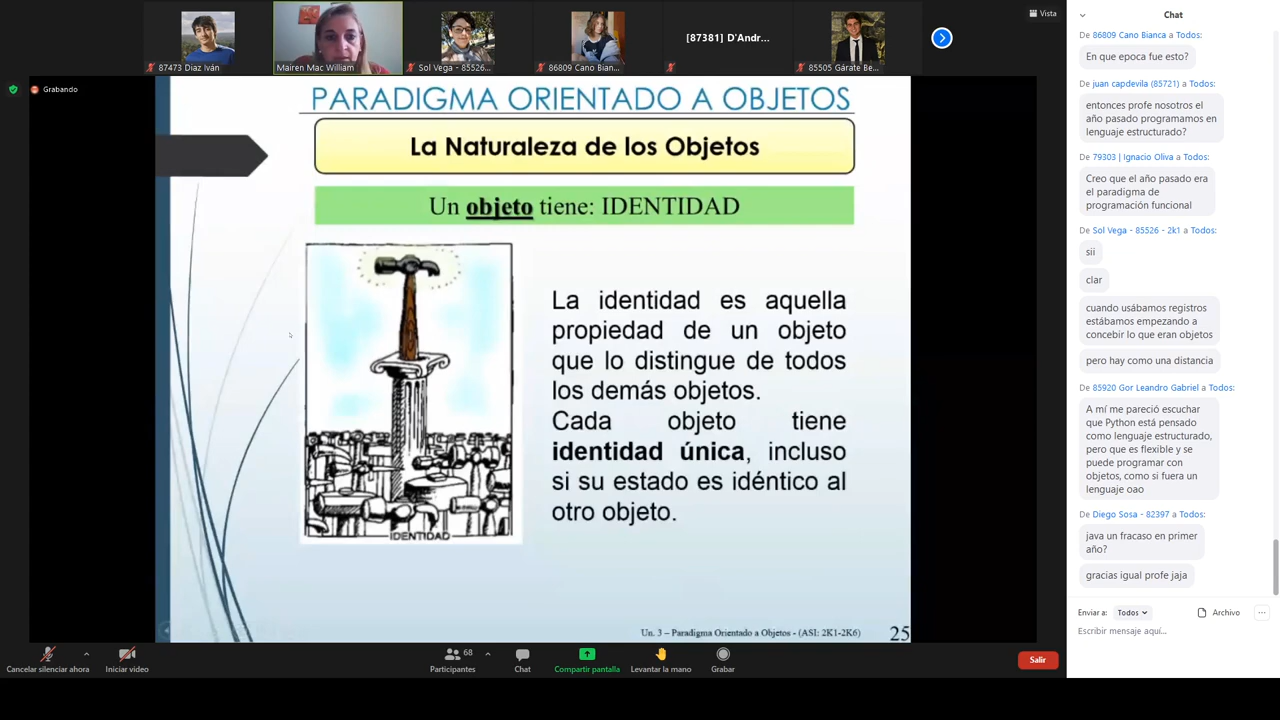 Vista
87473 Diaz Iván
Mairen Mac William
Sol Vega - 85526...
86809 Cano Bian...
[87381] D'Andr...
85505 Gárate Be...
Grabando
PARADIGMA ORIENTADO A OBJETOS
La Naturaleza de los Objetos
Un objeto tiene: IDENTIDAD
La identidad es aquella
propiedad de un objeto
que lo distingue de todos
los demás objetos.
Cada objeto tiene
identidad única, incluso
si su estado es idéntico al
otro objeto.
IDENTIDAD
Un. 3 – Paradigma Orientado a Objetos - (ASI: 2K1-2K6)
25
Cancelar silenciar ahora
Iniciar video
68
Participantes
Chat
Compartir pantalla
Levantar la mano
Grabar
Salir
Chat
De 86809 Cano Bianca a Todos:
En que epoca fue esto?
De juan capdevila (85721) a Todos:
entonces profe nosotros el
año pasado programamos en
lenguaje estructurado?
De 79303 | Ignacio Oliva a Todos:
Creo que el año pasado era
el paradigma de
programación funcional
De Sol Vega - 85526 - 2k1 a Todos:
sii
clar
cuando usábamos registros
estábamos empezando a
concebir lo que eran objetos
pero hay como una distancia
De 85920 Gor Leandro Gabriel a Todos:
A mí me pareció escuchar
que Python está pensado
como lenguaje estructurado,
pero que es flexible y se
puede programar con
objetos, como si fuera un
lenguaje oao
De Diego Sosa - 82397 a Todos:
java un fracaso en primer
año?
gracias igual profe jaja
Enviar a: Todos
Archivo
...
Escribir mensaje aquí...